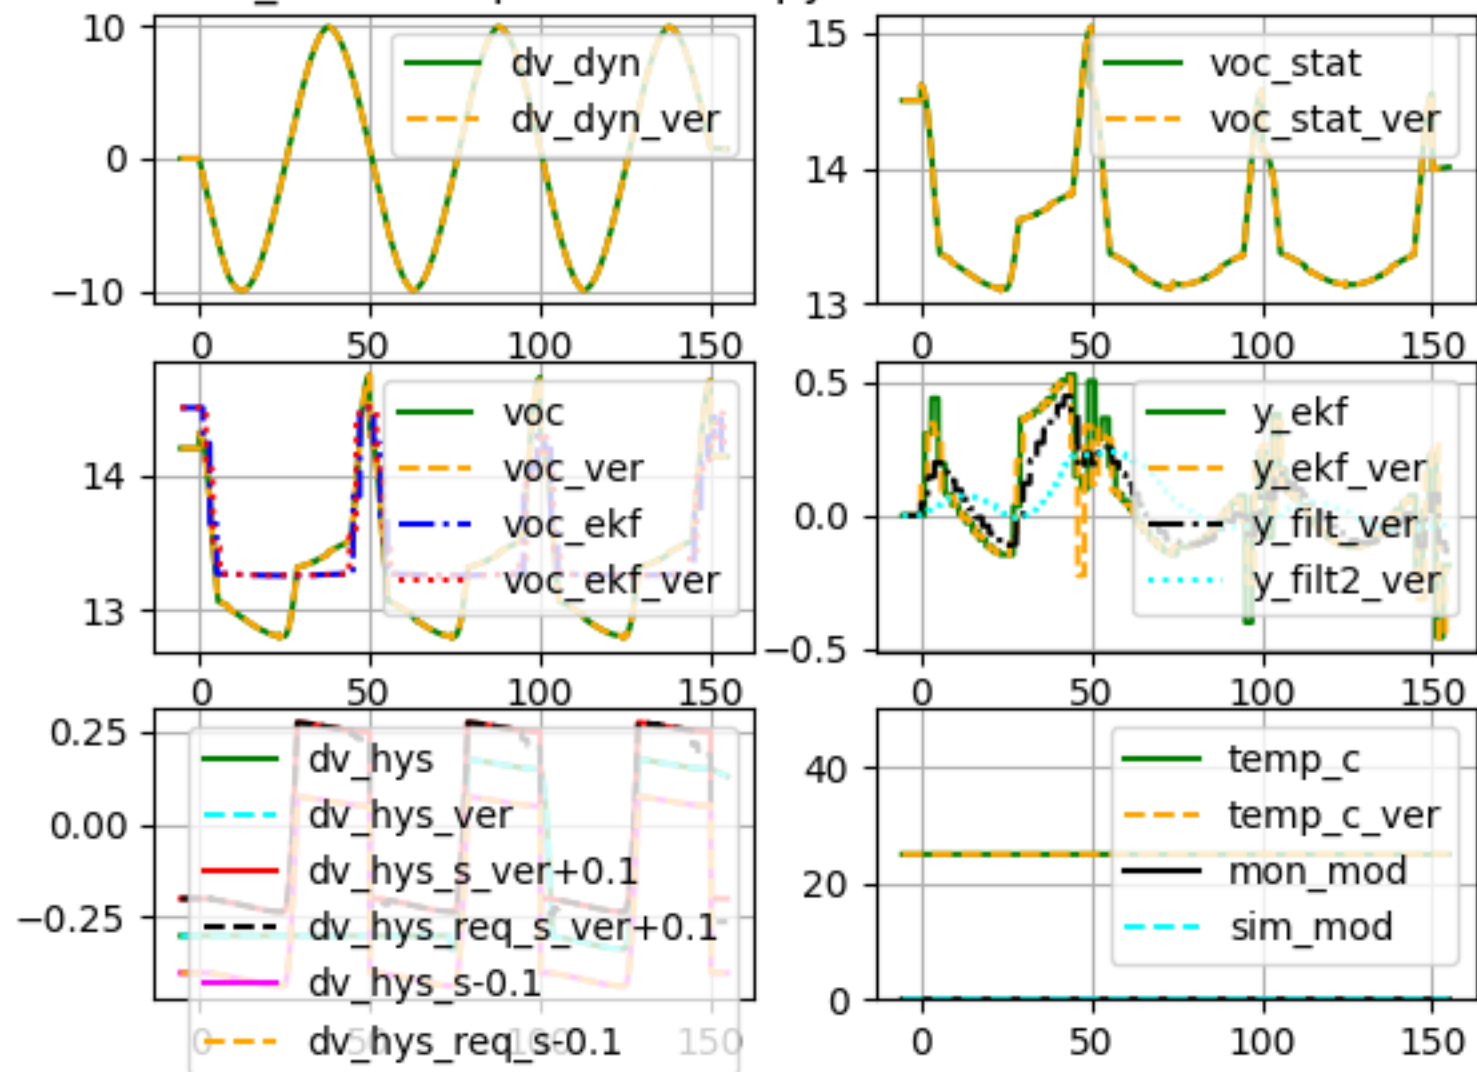 10
0
−10
0
50
100
150
dv_dyn
dv_dyn_ver
15
14
13
0
50
100
150
voc_stat
voc_stat_ver
14
13
0
50
100
150
voc
voc_ver
voc_ekf
voc_ekf_ver
0.5
0.0
−0.5
0
50
100
150
y_ekf
y_ekf_ver
y_filt_ver
y_filt2_ver
0.25
0.00
−0.25
0
50
100
150
dv_hys
dv_hys_ver
dv_hys_s_ver+0.1
dv_hys_req_s_ver+0.1
dv_hys_s-0.1
dv_hys_req_s-0.1
40
20
0
0
50
100
150
temp_c
temp_c_ver
mon_mod
sim_mod